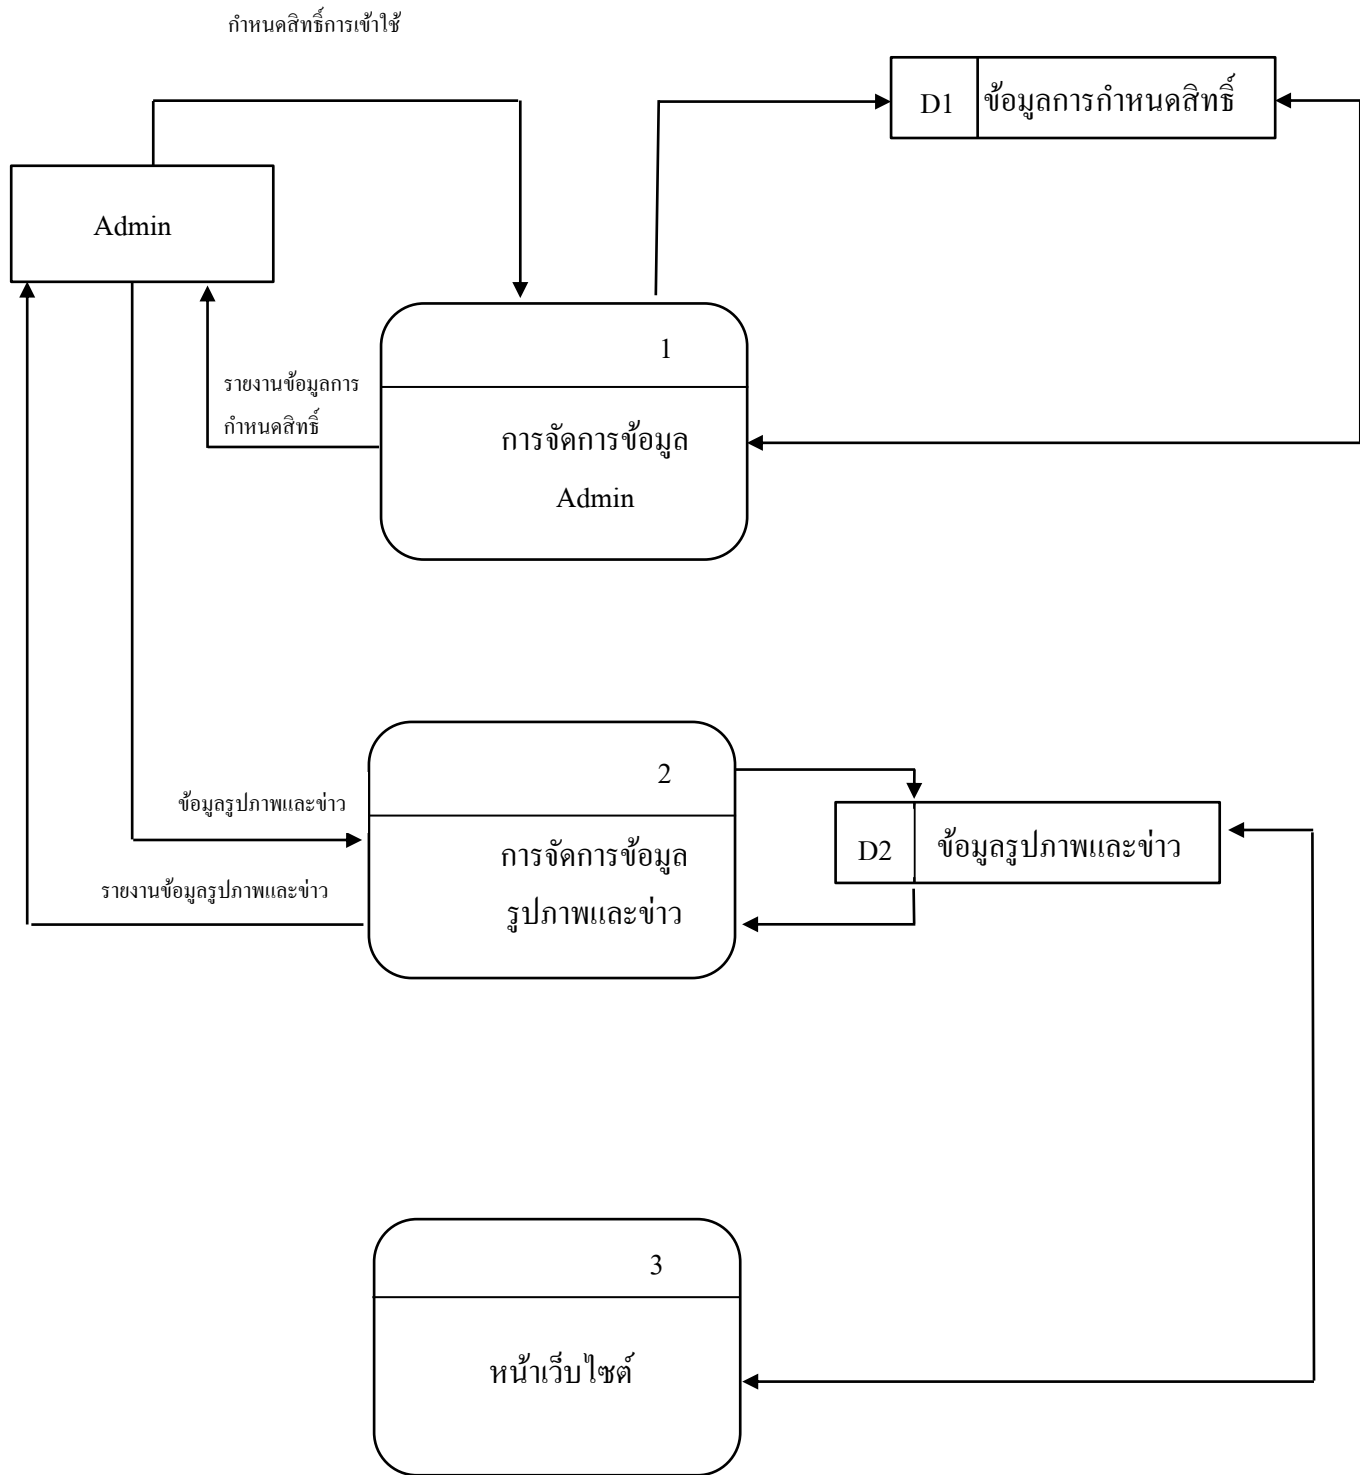 กำหนดสิทธิ์การเข้าใช้
D1
ข้อมูลการกำหนดสิทธิ์
Admin
1
รายงานข้อมูลการ
กำหนดสิทธิ์
การจัดการข้อมูล
Admin
2
ข้อมูลรูปภาพและข่าว
การจัดการข้อมูล
รูปภาพและข่าว
D2
ข้อมูลรูปภาพและข่าว
รายงานข้อมูลรูปภาพและข่าว
3
หน้าเว็บไซต์